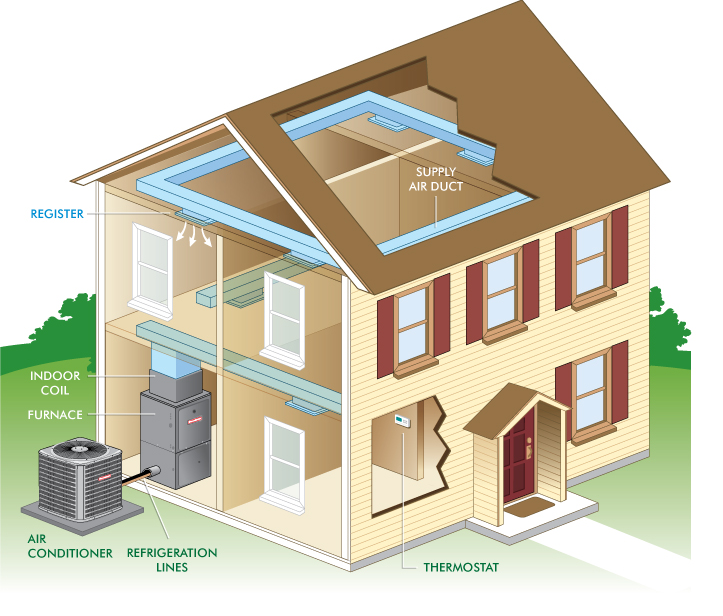 SUPPLY
AIR DUCT
REGISTER
INDOOR
COIL
FURNACE
AIR
CONDITIONER
REFRIGERATION
LINES
THERMOSTAT